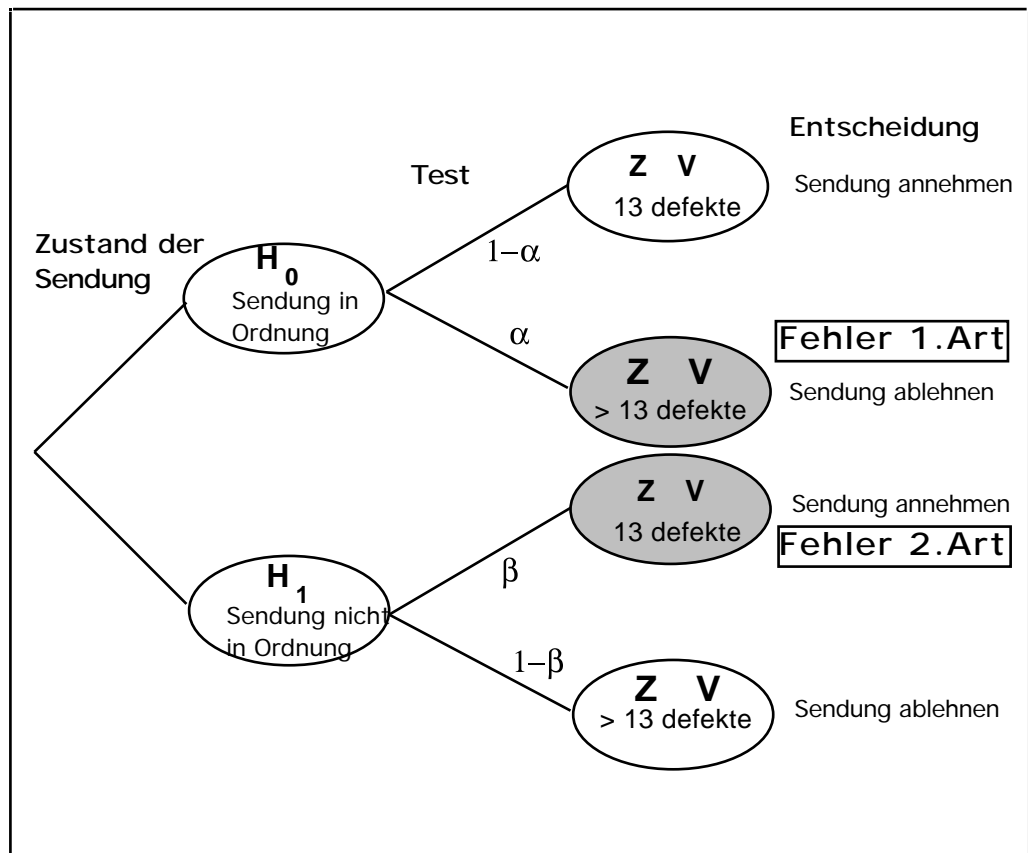 Entscheidung
Test
Z V
13 defekte
Sendung annehmen
Zustand der
Sendung
H0
Sendung in
Ordnung
1–α
α
Fehler 1.Art
Z V
> 13 defekte
Sendung ablehnen
Z V
13 defekte
Sendung annehmen
Fehler 2.Art
H1
Sendung nicht
in Ordnung
β
1–β
Z V
> 13 defekte
Sendung ablehnen